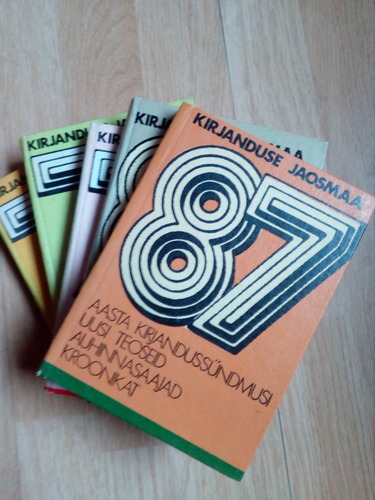 KIRJANDUSE JAOSMAA
87
AASTA KIRJANDUSSÜNDMUSI
UUSI TEOSEID
AUHINNASAAJAD
KROONIKAT